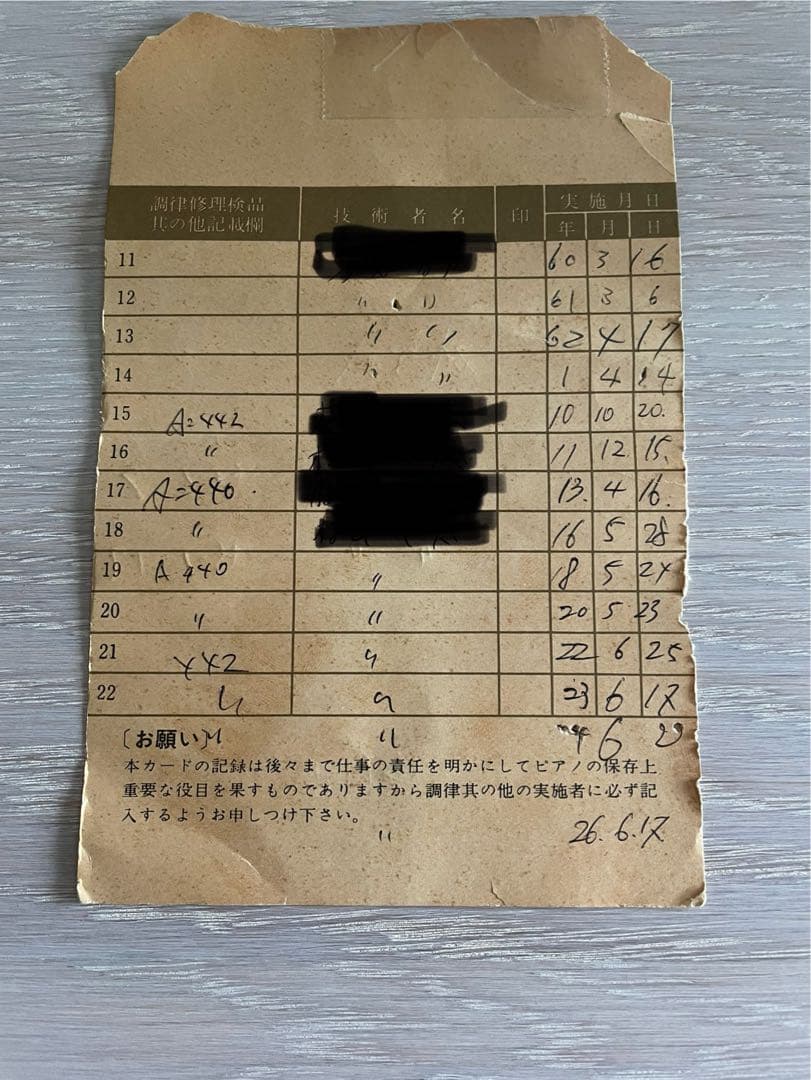 調律修理検品 技術者名 印 実施月日
其の他記載欄 年 月 日
11 60 3 16
12 〃 〃 61 3 6
13 〃 〃 62 4 17
14 〃 〃 1 4 14
15 A=442 10 10 20.
16 〃 11 12 15.
17 A=440. 13. 4 16.
18 〃 16 5 28
19 A 440 〃 18 5 24
20 〃 〃 20 5 23
21 442 〃 22 6 25
22 〃 〃 23 6 17
〔お願い〕〃 〃 6
本カードの記録は後々まで仕事の責任を明かにしてピアノの保存上
重要な役目を果すものでありますから調律其の他の実施者に必ず記
入するようお申しつけ下さい。
〃 26.6.17